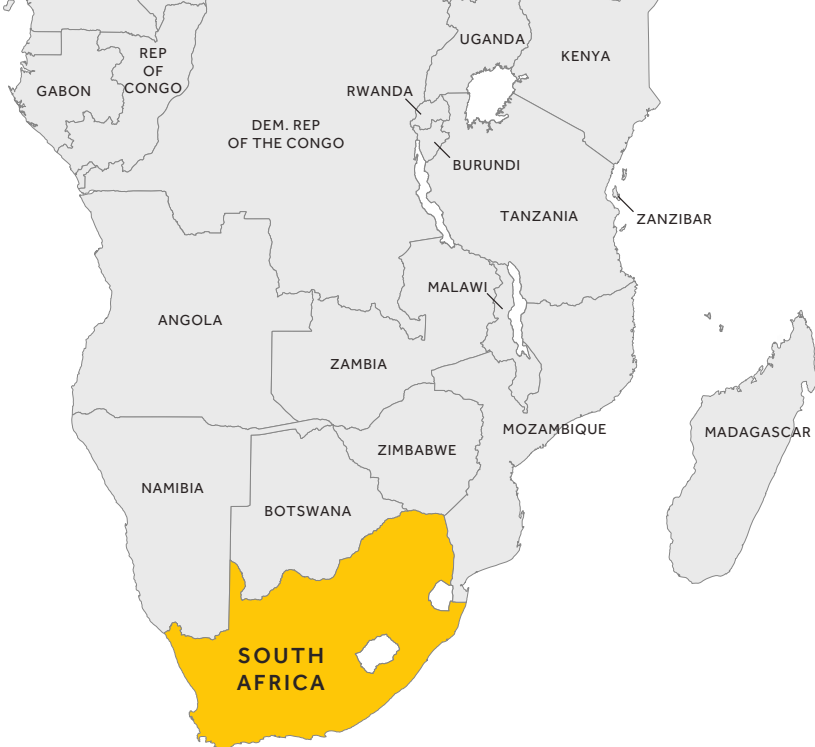 UGANDA
KENYA
REP
OF
CONGO
GABON
RWANDA
DEM. REP
OF THE CONGO
BURUNDI
TANZANIA
ZANZIBAR
MALAWI
ANGOLA
ZAMBIA
MOZAMBIQUE
MADAGASCAR
ZIMBABWE
NAMIBIA
BOTSWANA
SOUTH
AFRICA